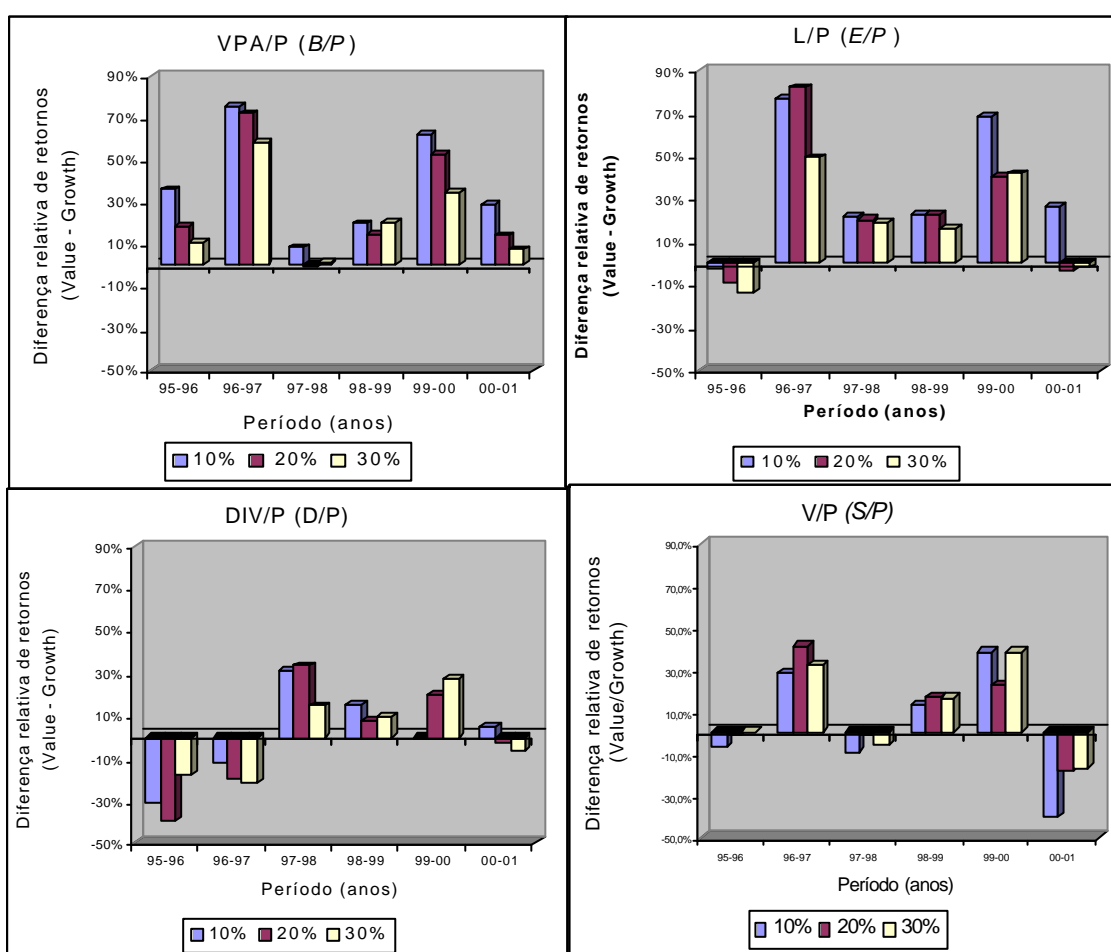 VPA/P (B/P)
Diferença relativa de retornos
(Value - Growth)
90%
70%
50%
30%
10%
-10%
-30%
-50%
95-96 96-97 97-98 98-99 99-00 00-01
Período (anos)
10% 20% 30%
L/P (E/P)
Diferença relativa de retornos
(Value - Growth)
90%
70%
50%
30%
10%
-10%
-30%
-50%
95-96 96-97 97-98 98-99 99-00 00-01
Período (anos)
10% 20% 30%
DIV/P (D/P)
Diferença relativa de retornos
(Value - Growth)
90%
70%
50%
30%
10%
-10%
-30%
-50%
95-96 96-97 97-98 98-99 99-00 00-01
Período (anos)
10% 20% 30%
V/P (S/P)
Diferença relativa de retornos
(Value/Growth)
90,0%
70,0%
50,0%
30,0%
10,0%
-10,0%
-30,0%
-50,0%
95-96 96-97 97-98 98-99 99-00 00-01
Período (anos)
10% 20% 30%